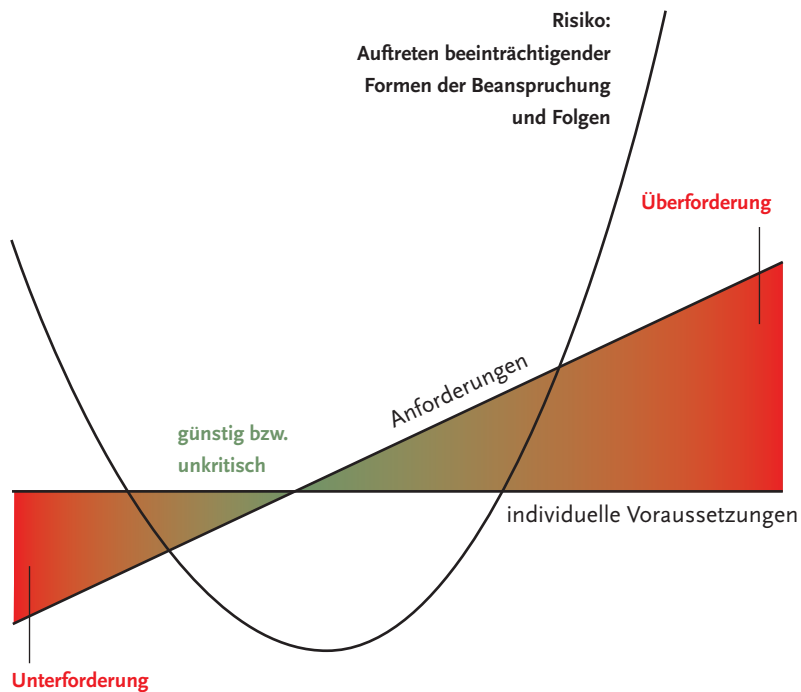 Risiko:
Auftreten beeinträchtigender
Formen der Beanspruchung
und Folgen
Überforderung
Anforderungen
günstig bzw.
unkritisch
individuelle Voraussetzungen
Unterforderung